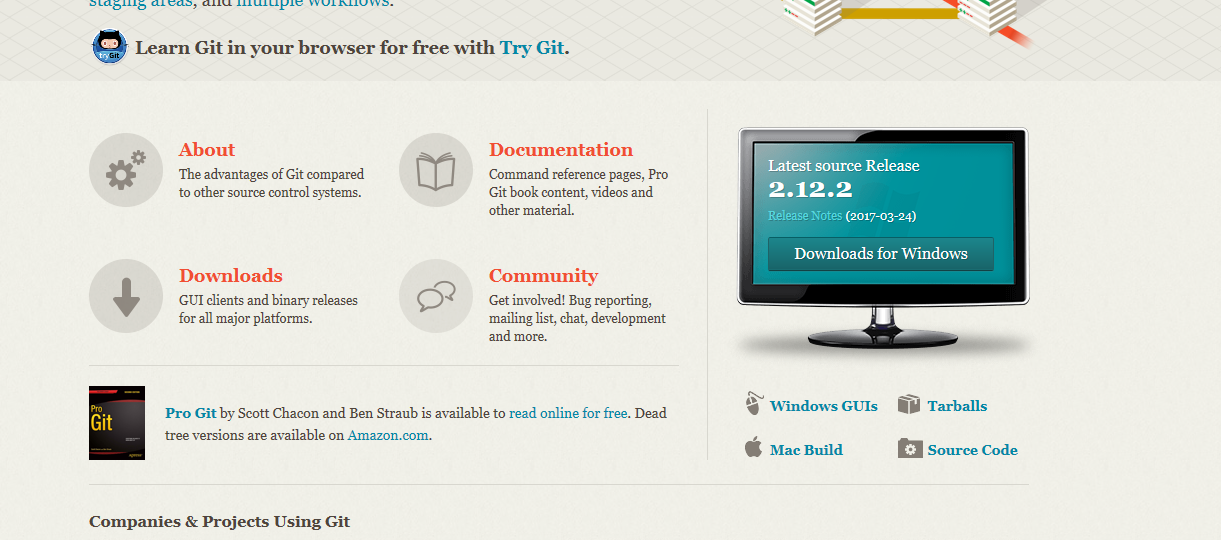 staging areas, and multiple workflows.
tryGit
Learn Git in your browser for free with Try Git.
About
The advantages of Git compared
to other source control systems.
Documentation
Command reference pages, Pro
Git book content, videos and
other material.
Downloads
GUI clients and binary releases
for all major platforms.
Community
Get involved! Bug reporting,
mailing list, chat, development
and more.
Pro
Git
Pro Git by Scott Chacon and Ben Straub is available to read online for free. Dead
tree versions are available on Amazon.com.
Latest source Release
2.12.2
Release Notes (2017-03-24)
Downloads for Windows
Windows GUIs
Tarballs
Mac Build
Source Code
Companies & Projects Using Git